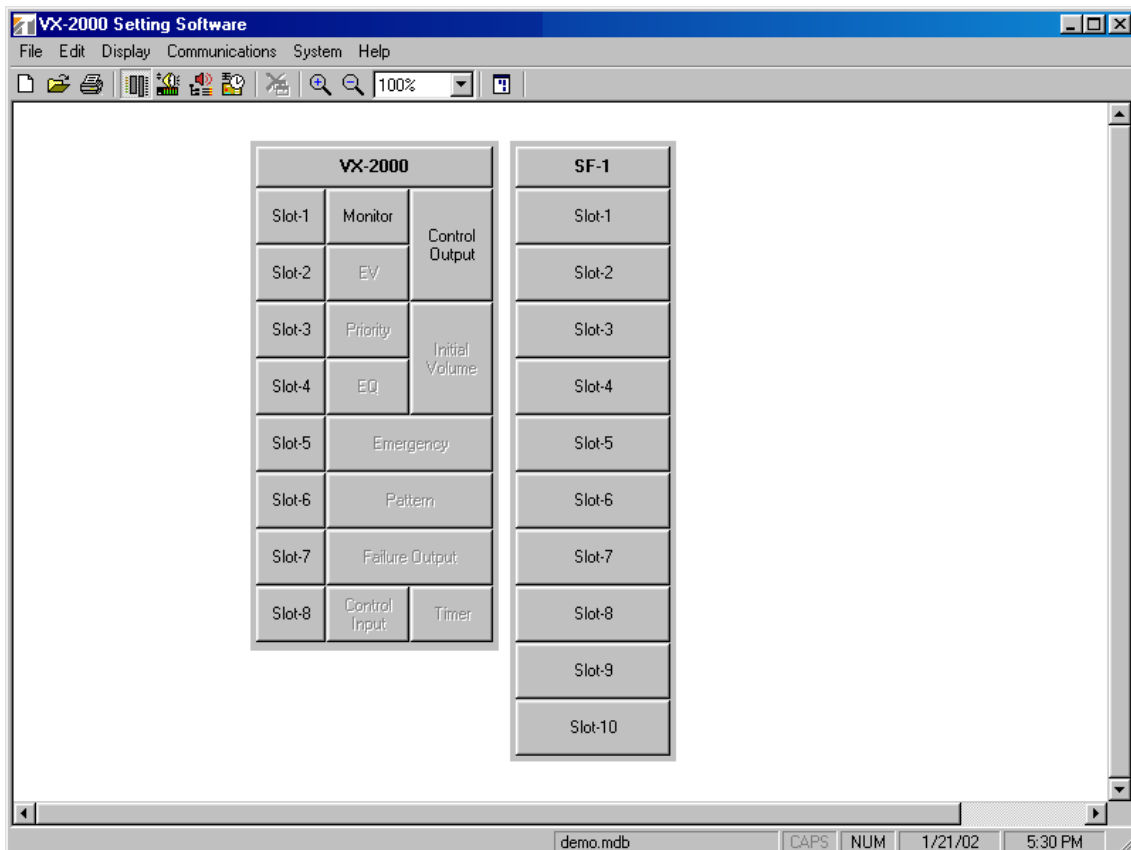 VX-2000 Setting Software
File Edit Display Communications System Help
100%
VX-2000
Slot-1 Monitor
Control
Output
Slot-2 EV
Slot-3 Priority
Initial
Volume
Slot-4 EQ
Slot-5 Emergency
Slot-6 Pattern
Slot-7 Failure Output
Slot-8
Control
Input
Timer
SF-1
Slot-1
Slot-2
Slot-3
Slot-4
Slot-5
Slot-6
Slot-7
Slot-8
Slot-9
Slot-10
demo.mdb CAPS NUM 1/21/02 5:30 PM